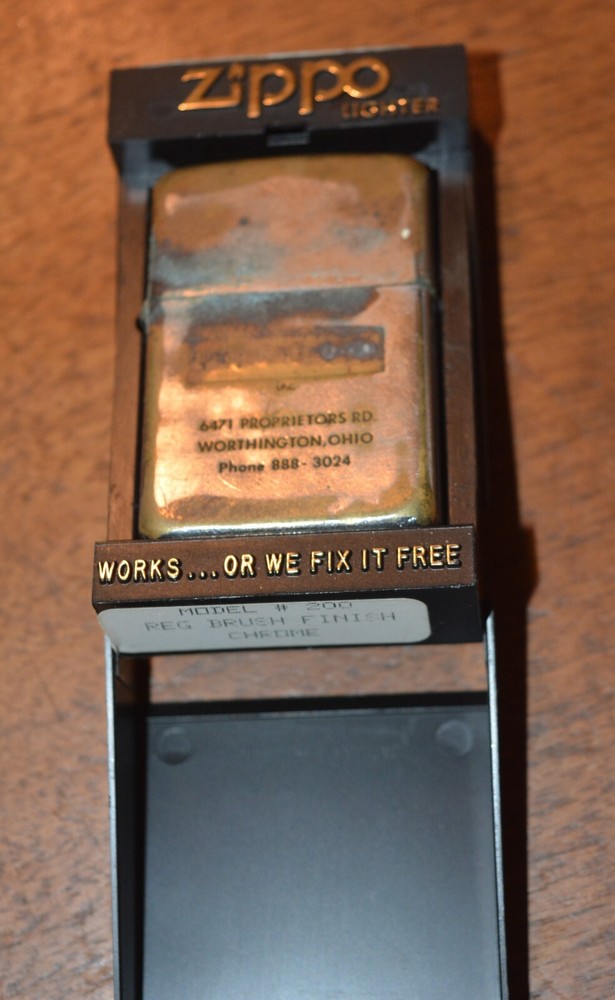 Zippo
LIGHTER
6471 PROPRIETORS RD.
WORTHINGTON, OHIO
Phone 888-3024
WORKS...OR WE FIX IT FREE
MODEL # 200
REG BRUSH FINISH
CHROME